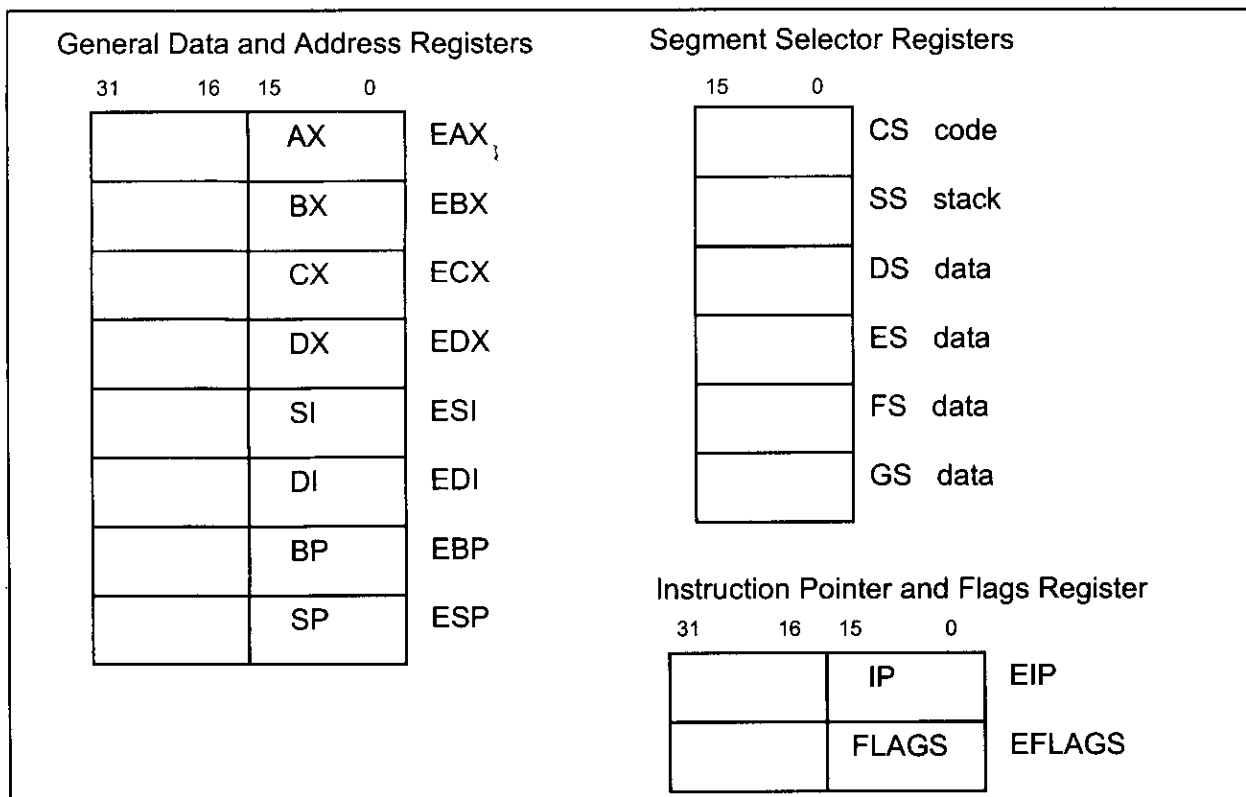 General Data and Address Registers
31 16 15 0
AX EAX
BX EBX
CX ECX
DX EDX
SI ESI
DI EDI
BP EBP
SP ESP
Segment Selector Registers
15 0
CS code
SS stack
DS data
ES data
FS data
GS data
Instruction Pointer and Flags Register
31 16 15 0
IP EIP
FLAGS EFLAGS